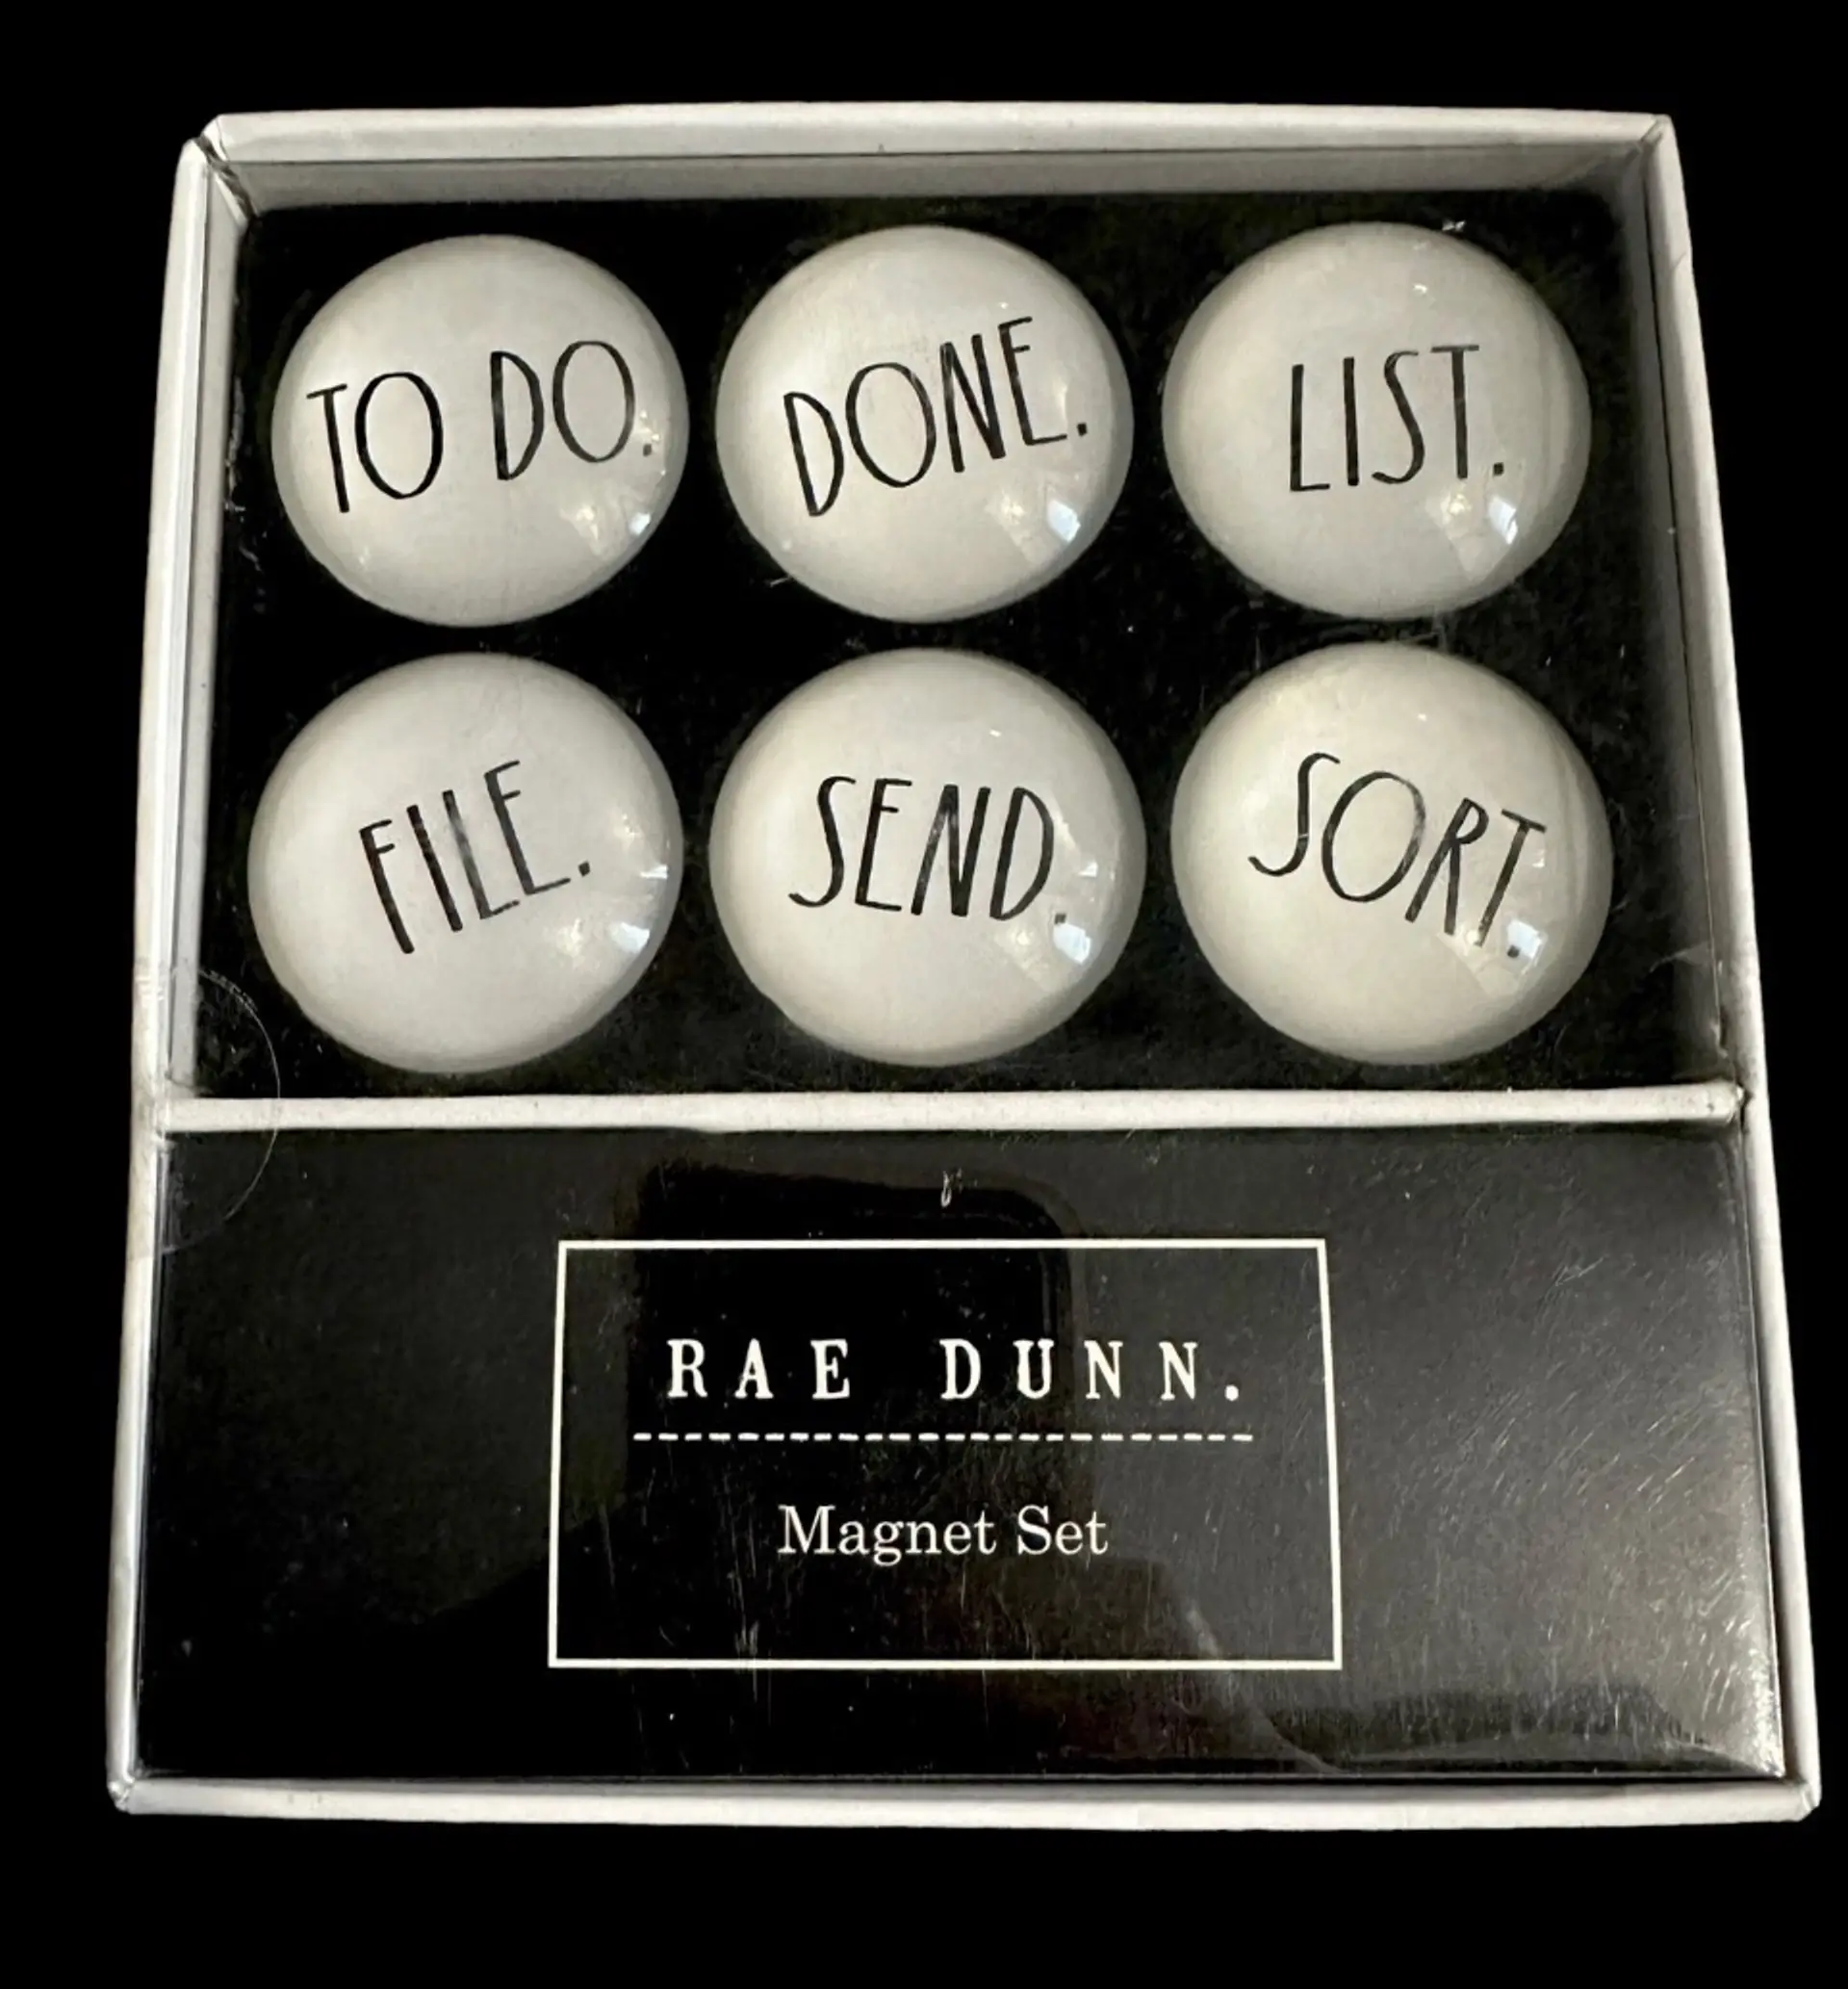 TO DO.
DONE.
LIST.
FILE.
SEND.
SORT.
RAE DUNN.
Magnet Set